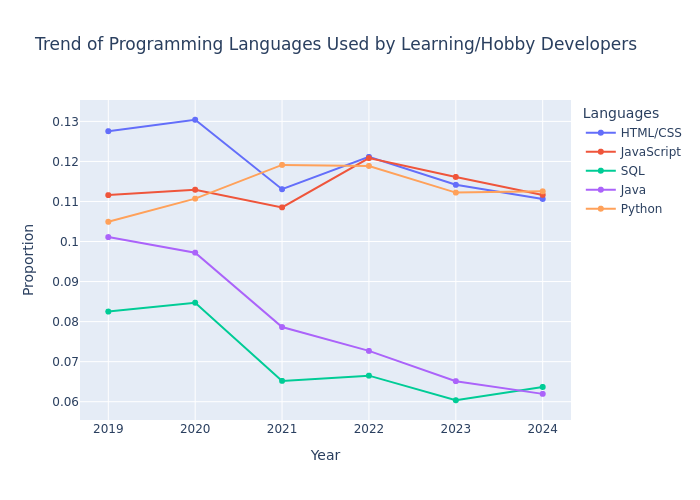 Trend of Programming Languages Used by Learning/Hobby Developers
Languages
HTML/CSS
JavaScript
SQL
Java
Python
Proportion
0.13
0.12
0.11
0.1
0.09
0.08
0.07
0.06
2019 2020 2021 2022 2023 2024
Year